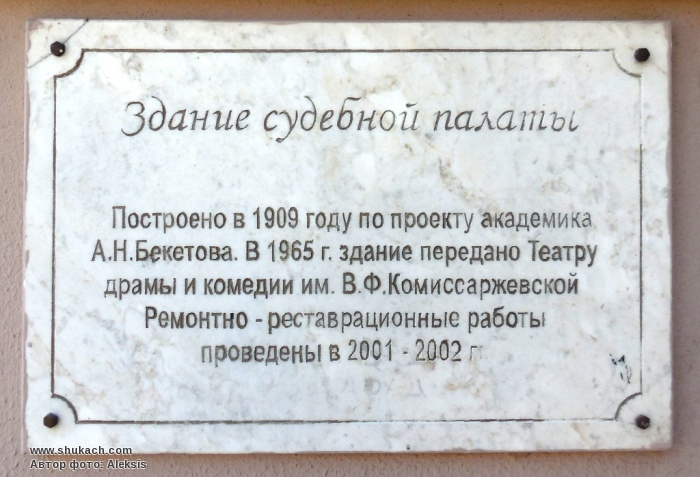 Здание судебной палаты
Построено в 1909 году по проекту академика
А.Н.Бекетова. В 1965 г. здание передано Театру
драмы и комедии им. В.Ф.Комиссаржевской
Ремонтно - реставрационные работы
проведены в 2001 - 2002 гг.
www.shukach.com
Автор фото: Aleksis